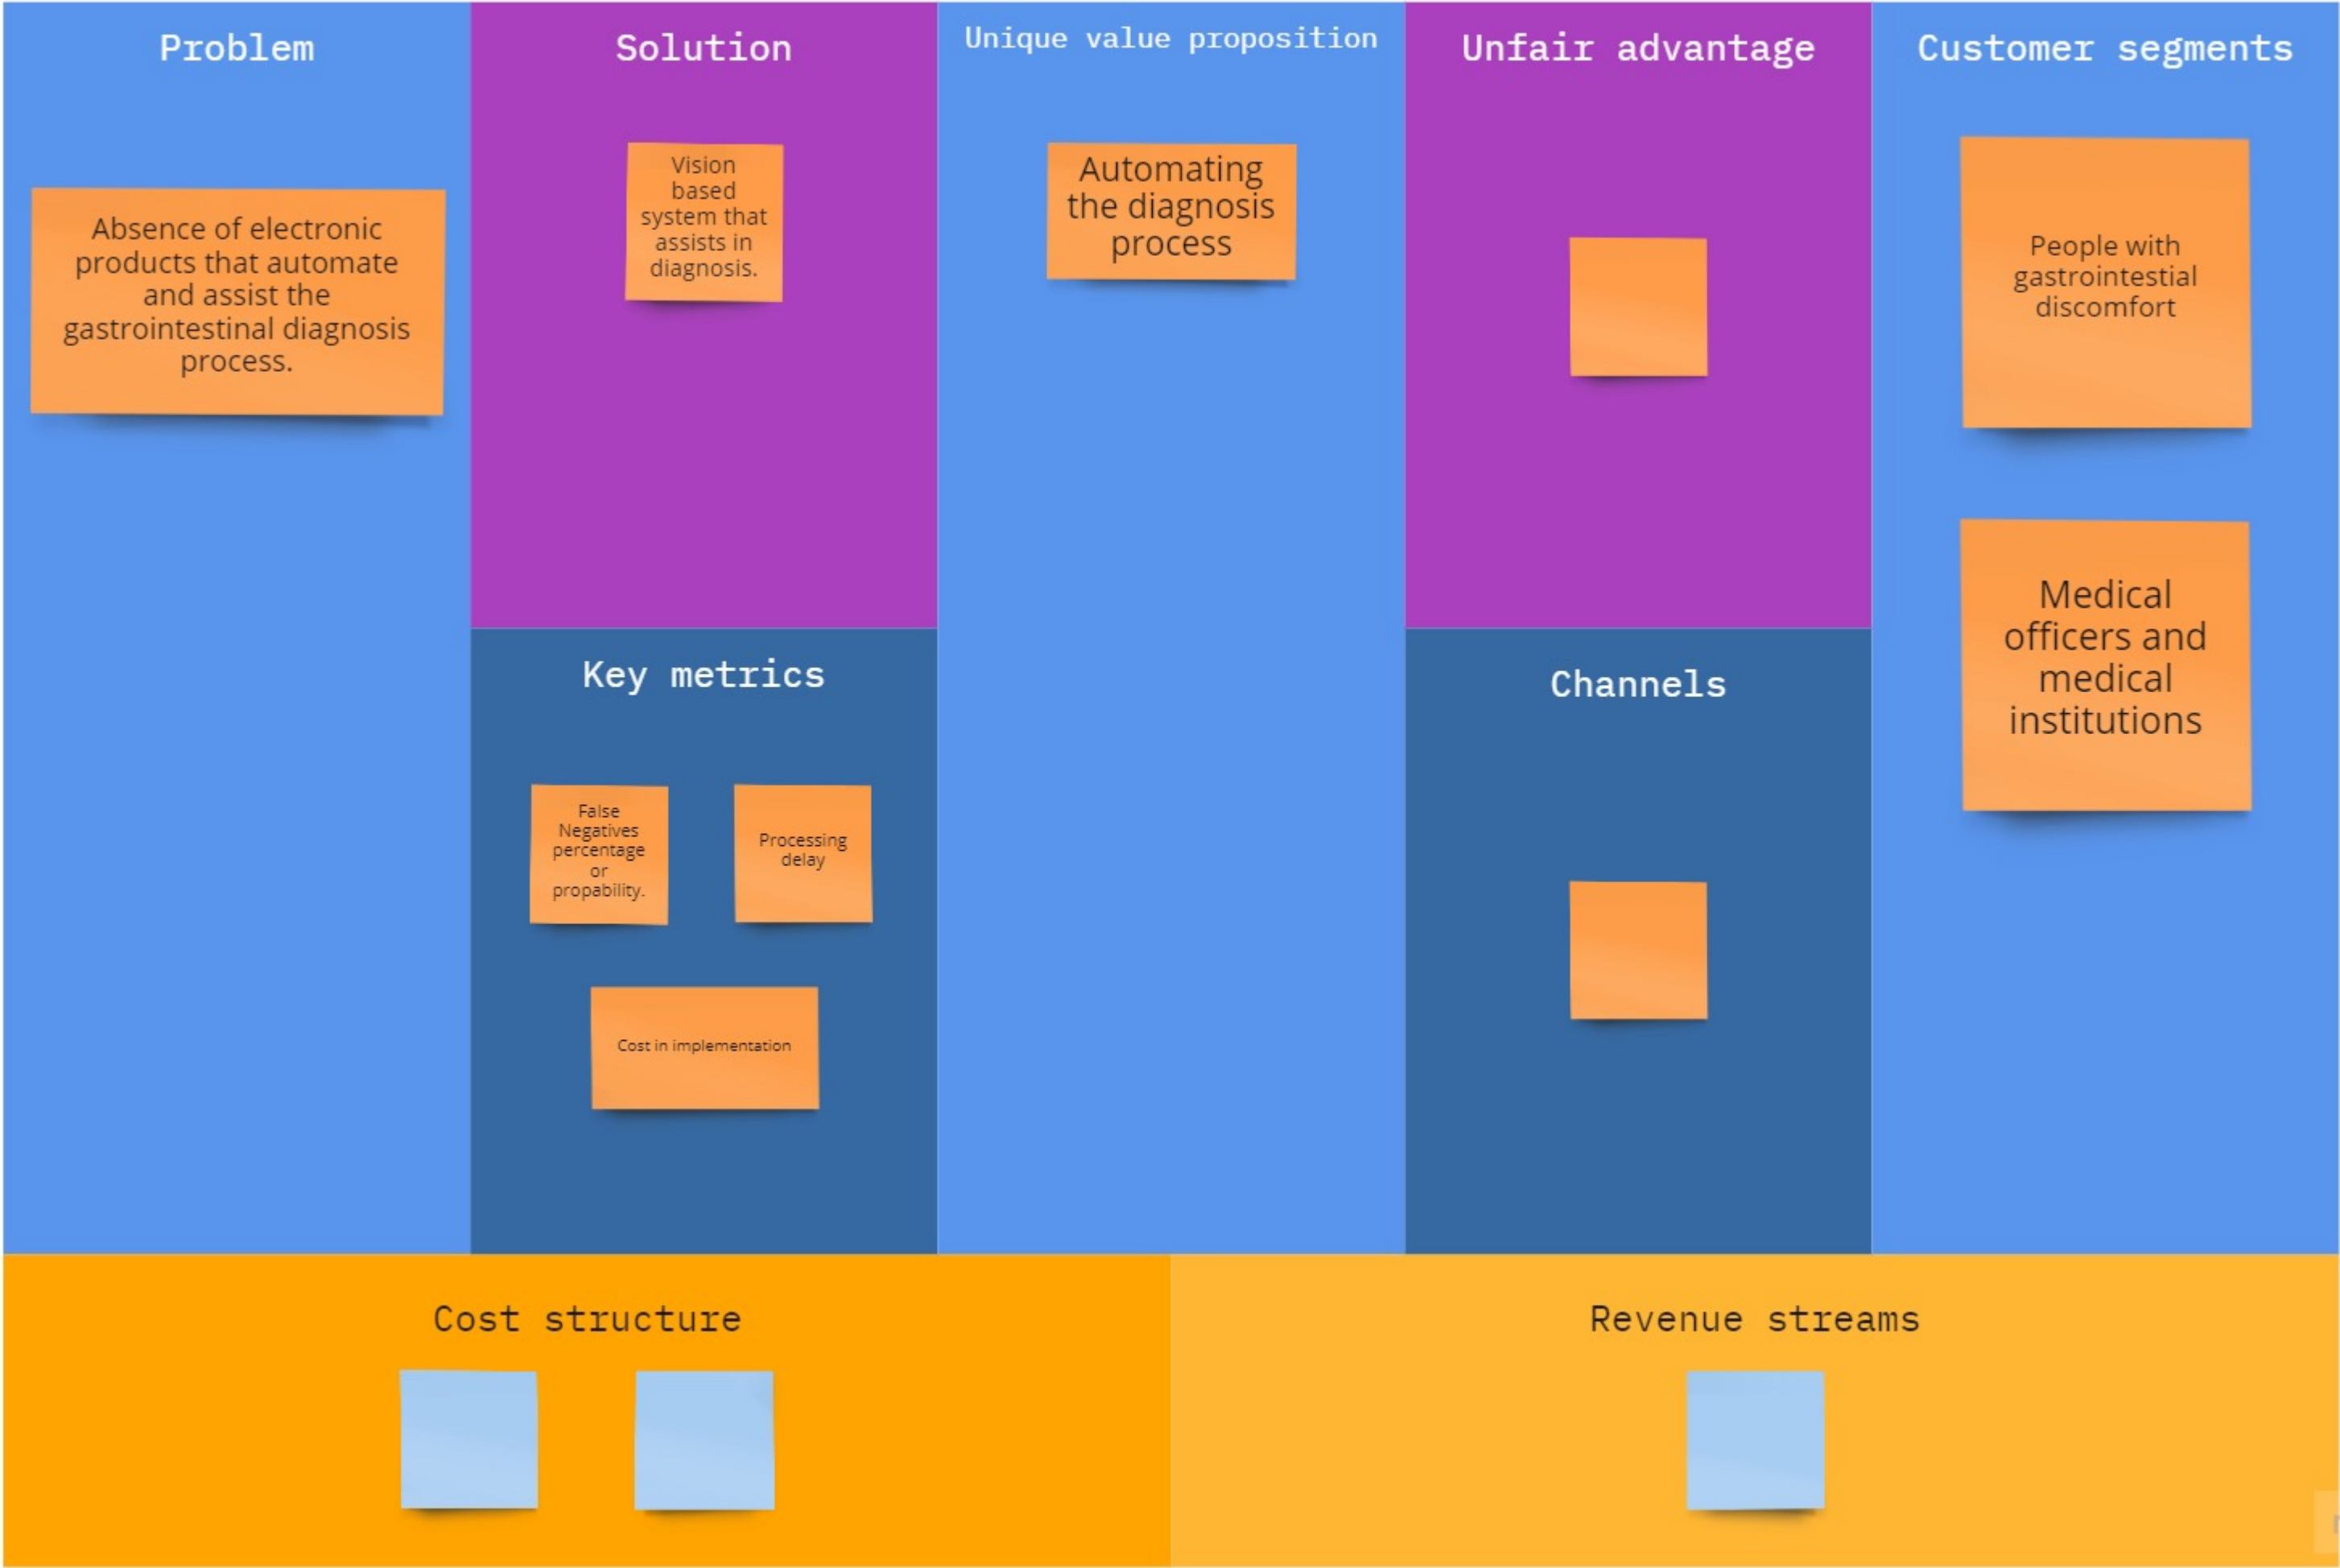 Problem
Absence of electronic
products that automate
and assist the
gastrointestinal diagnosis
process.
Solution
Vision
based
system that
assists in
diagnosis.
Key metrics
False
Negatives
percentage
or
propability.
Processing
delay
Cost in implementation
Unique value proposition
Automating
the diagnosis
process
Unfair advantage
Channels
Customer segments
People with
gastrointestial
discomfort
Medical
officers and
medical
institutions
Cost structure
Revenue streams